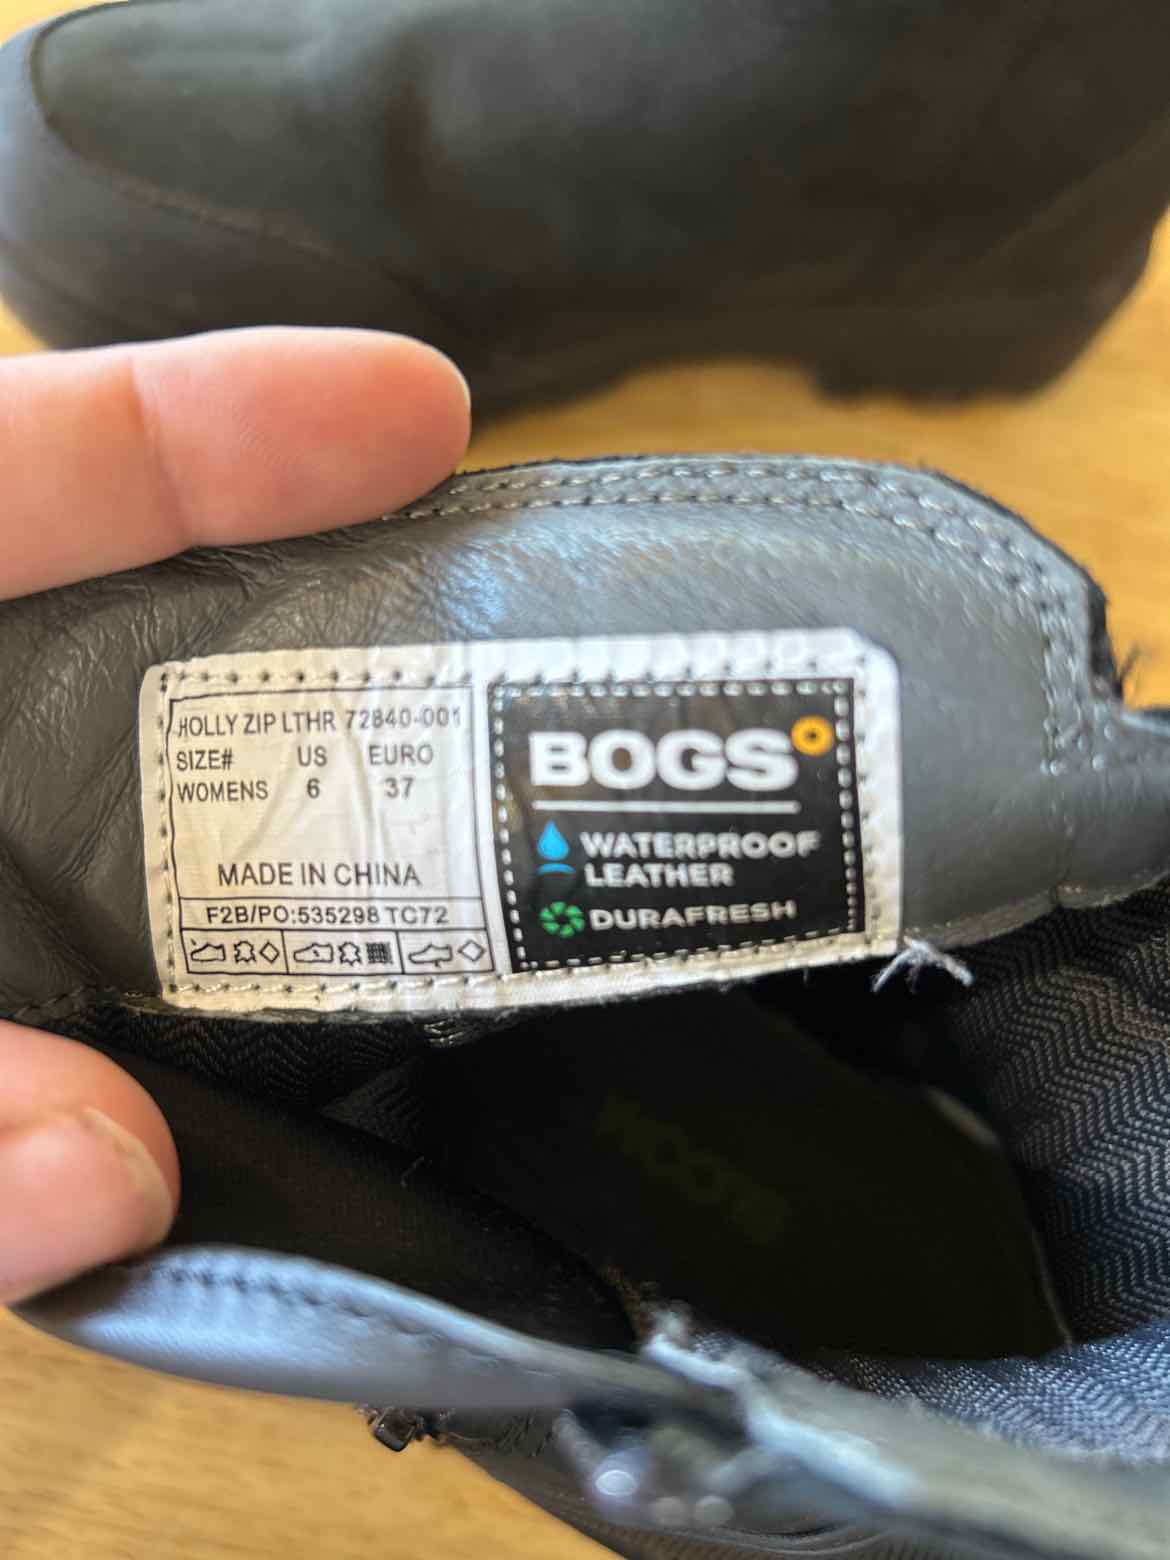 HOLLY ZIP LTHR 72840-001
SIZE# US EURO
WOMENS 6 37
MADE IN CHINA
F2B/PO:535298 TC72
BOGS
WATERPROOF
LEATHER
DURAFRESH